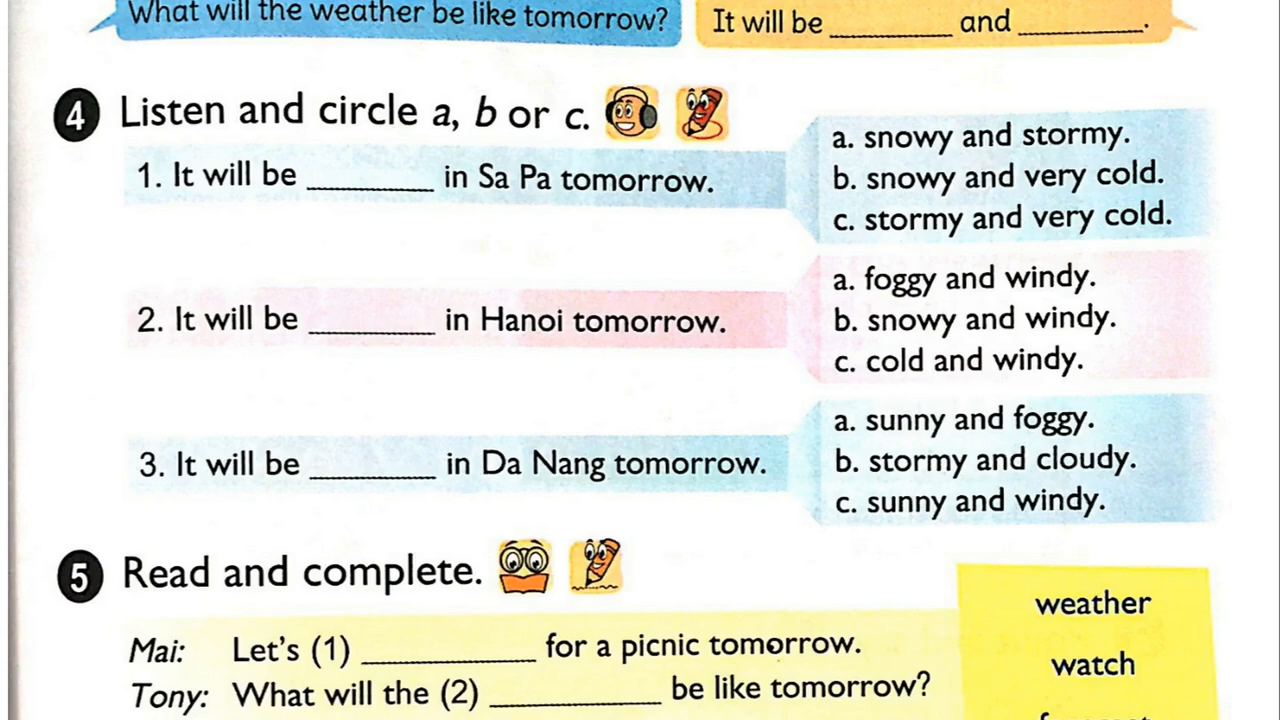 What will the weather be like tomorrow?
It will be ________ and ________.
4 Listen and circle a, b or c.
1. It will be ________ in Sa Pa tomorrow.
a. snowy and stormy.
b. snowy and very cold.
c. stormy and very cold.
2. It will be ________ in Hanoi tomorrow.
a. foggy and windy.
b. snowy and windy.
c. cold and windy.
3. It will be ________ in Da Nang tomorrow.
a. sunny and foggy.
b. stormy and cloudy.
c. sunny and windy.
5 Read and complete.
Mai: Let's (1) ___________ for a picnic tomorrow.
Tony: What will the (2) ___________ be like tomorrow?
weather
watch